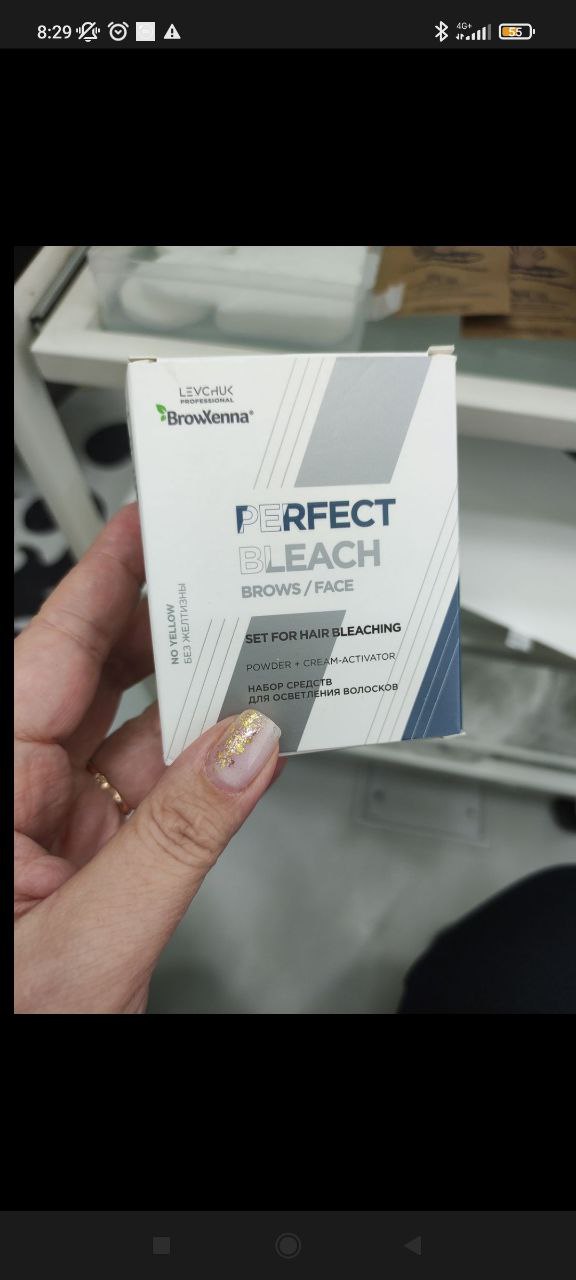 8:29
4G+
55
LEVCHUK
PROFESSIONAL
BrowXenna®
PERFECT
BLEACH
BROWS / FACE
NO YELLOW
БЕЗ ЖЕЛТИЗНЫ
SET FOR HAIR BLEACHING
POWDER + CREAM-ACTIVATOR
НАБОР СРЕДСТВ
ДЛЯ ОСВЕТЛЕНИЯ ВОЛОСКОВ